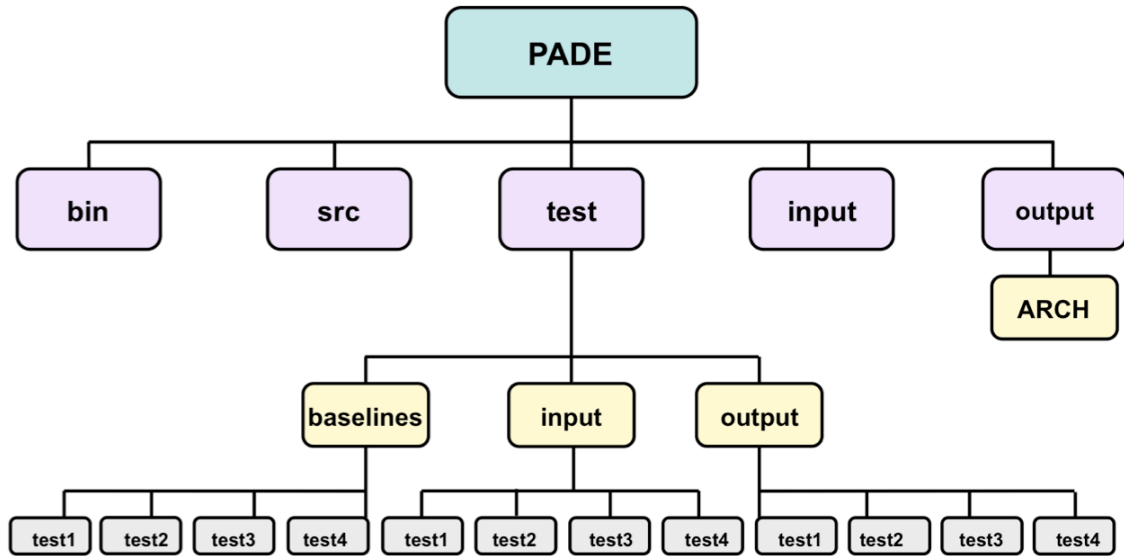 PADE
bin
src
test
input
output
ARCH
baselines
input
output
test1
test2
test3
test4
test1
test2
test3
test4
test1
test2
test3
test4